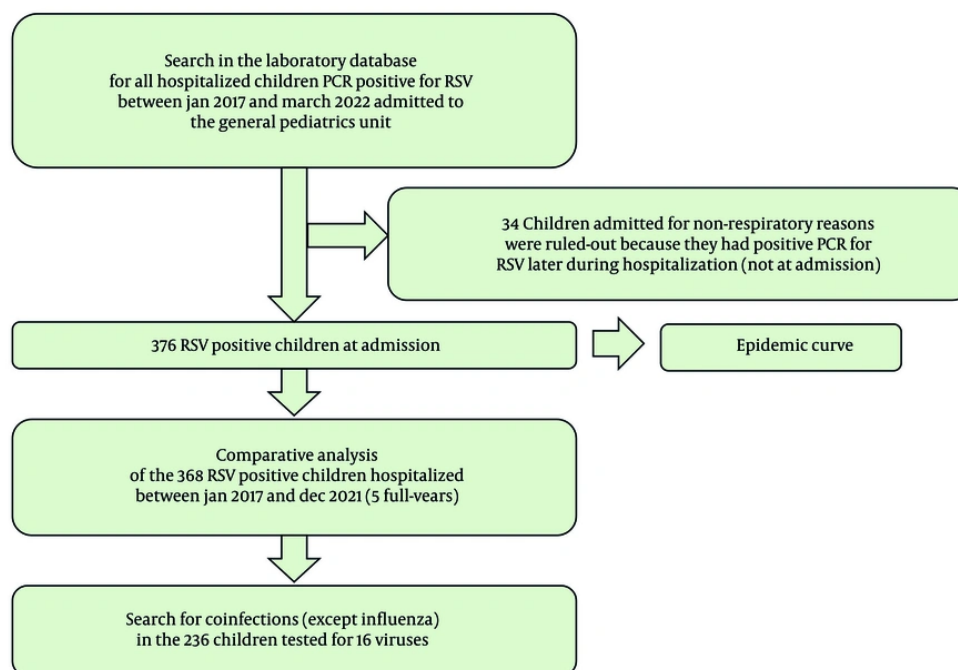 Search in the laboratory database
for all hospitalized children PCR positive for RSV
between jan 2017 and march 2022 admitted to
the general pediatrics unit
34 Children admitted for non-respiratory reasons
were ruled-out because they had positive PCR for
RSV later during hospitalization (not at admission)
376 RSV positive children at admission
Epidemic curve
Comparative analysis
of the 368 RSV positive children hospitalized
between jan 2017 and dec 2021 (5 full-years)
Search for coinfections (except influenza)
in the 236 children tested for 16 viruses